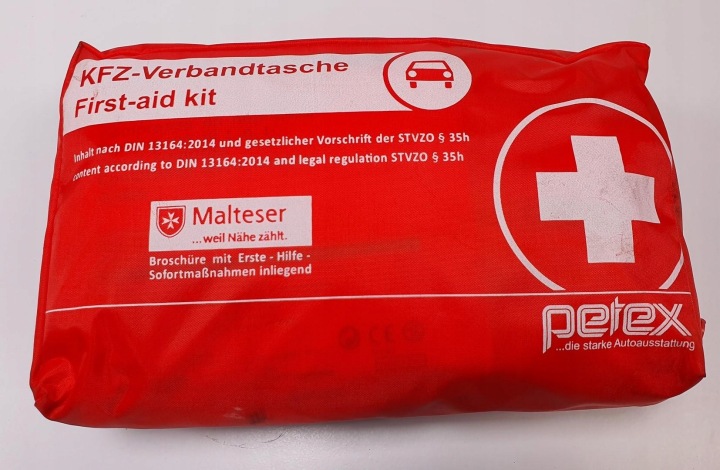 KFZ-Verbandtasche
First-aid kit
Inhalt nach DIN 13164:2014 und gesetzlicher Vorschrift der STVZO § 35h
content according to DIN 13164:2014 and legal regulation STVZO § 35h
Malteser
...weil Nähe zählt.
Broschüre mit Erste - Hilfe -
Sofortmaßnahmen inliegend
petex
...die starke Autoausstattung